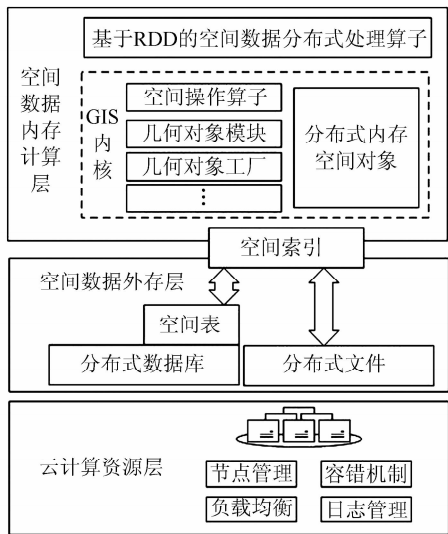 基于RDD的空间数据分布式处理算子
空间
数据
内存
计算
层
GIS
内
核
空间操作算子
几何对象模块
几何对象工厂
⋮
分布式内存
空间对象
空间索引
空间数据外存层
空间表
分布式数据库
分布式文件
云计算资源层
节点管理
容错机制
负载均衡
日志管理